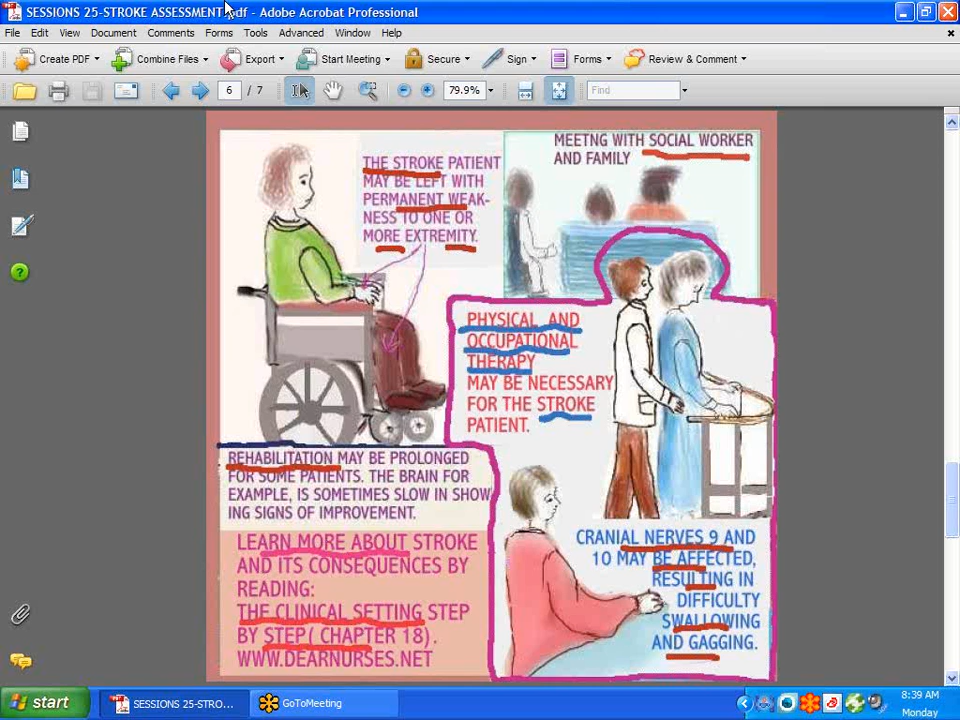 SESSIONS 25-STROKE ASSESSMENT.pdf - Adobe Acrobat Professional
File Edit View Document Comments Forms Tools Advanced Window Help
Create PDF Combine Files Export Start Meeting Secure Sign Forms Review & Comment
6 / 7 79.9% Find
THE STROKE PATIENT
MAY BE LEFT WITH
PERMANENT WEAK-
NESS TO ONE OR
MORE EXTREMITY.
MEETNG WITH SOCIAL WORKER
AND FAMILY
PHYSICAL AND
OCCUPATIONAL
THERAPY
MAY BE NECESSARY
FOR THE STROKE
PATIENT.
REHABILITATION MAY BE PROLONGED
FOR SOME PATIENTS. THE BRAIN FOR
EXAMPLE, IS SOMETIMES SLOW IN SHOW
ING SIGNS OF IMPROVEMENT.
LEARN MORE ABOUT STROKE
AND ITS CONSEQUENCES BY
READING:
THE CLINICAL SETTING STEP
BY STEP( CHAPTER 18).
WWW.DEARNURSES.NET
CRANIAL NERVES 9 AND
10 MAY BE AFFECTED,
RESULTING IN
DIFFICULTY
SWALLOWING
AND GAGGING.
start SESSIONS 25-STRO... GoToMeeting 8:39 AM
Monday